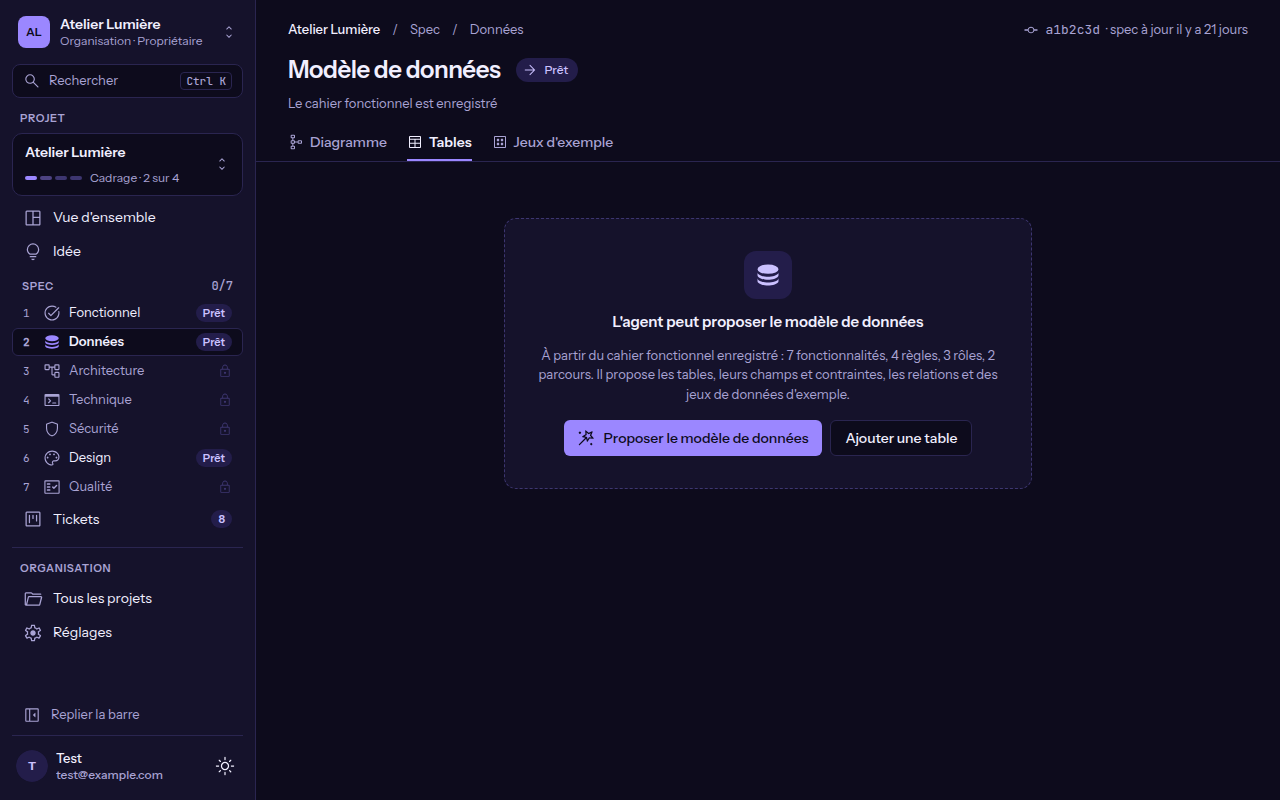 AL
Atelier Lumière
Organisation · Propriétaire
Rechercher
Ctrl K
PROJET
Atelier Lumière
Cadrage · 2 sur 4
Vue d'ensemble
Idée
SPEC 0/7
1 Fonctionnel Prêt
2 Données Prêt
3 Architecture
4 Technique
5 Sécurité
6 Design Prêt
7 Qualité
Tickets 8
ORGANISATION
Tous les projets
Réglages
Replier la barre
T
Test
test@example.com
Atelier Lumière / Spec / Données
a1b2c3d · spec à jour il y a 21 jours
Modèle de données
Prêt
Le cahier fonctionnel est enregistré
Diagramme
Tables
Jeux d'exemple
L'agent peut proposer le modèle de données
À partir du cahier fonctionnel enregistré : 7 fonctionnalités, 4 règles, 3 rôles, 2
parcours. Il propose les tables, leurs champs et contraintes, les relations et des
jeux de données d'exemple.
Proposer le modèle de données
Ajouter une table